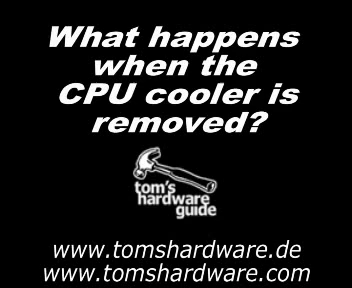 What happens
when the
CPU cooler is
removed?
tom's
hardware
guide
www.tomshardware.de
www.tomshardware.com